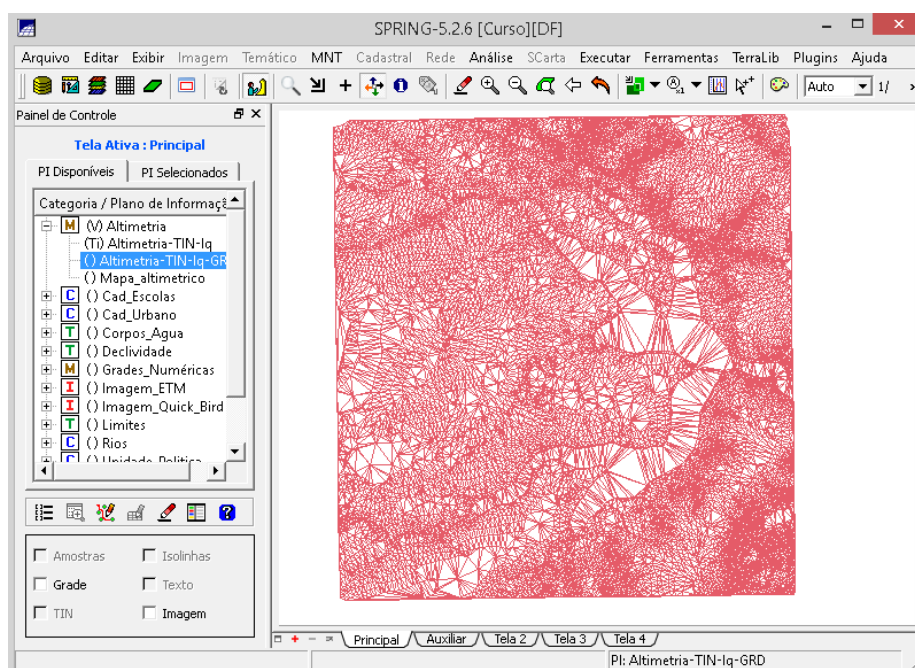 SPRING-5.2.6 [Curso][DF]
Arquivo Editar Exibir Imagem Temático MNT Cadastral Rede Análise SCarta Executar Ferramentas TerraLib Plugins Ajuda
Auto 1/ »
Painel de Controle
Tela Ativa : Principal
PI Disponíveis PI Selecionados
Categoria / Plano de Informaçã
M (V) Altimetria
(Ti) Altimetria-TIN-lq
() Altimetria-TIN-lq-GR
() Mapa_altimetrico
C () Cad_Escolas
C () Cad_Urbano
T () Corpos_Agua
T () Declividade
M () Grades_Numéricas
I () Imagem_ETM
I () Imagem_Quick_Bird
T () Limites
C () Rios
C () Unidade_Politica
Amostras Isolinhas
Grade Texto
TIN Imagem
Principal Auxiliar Tela 2 Tela 3 Tela 4
PI: Altimetria-TIN-lq-GRD